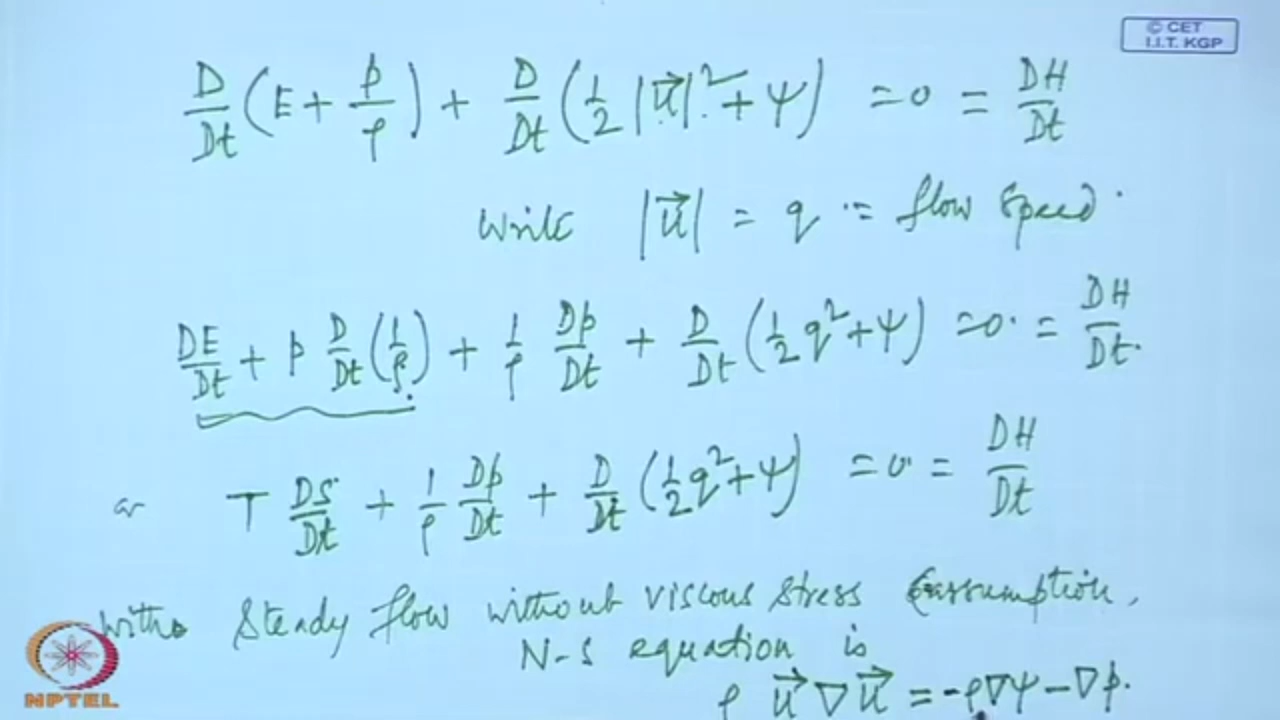 © CET
I.I.T. KGP
D/Dt (E + p/ρ) + D/Dt (1/2 |u⃗|² + ψ) = 0 = DH/Dt
Write |u⃗| = q = flow speed.
DE/Dt + p D/Dt (1/ρ) + 1/ρ Dp/Dt + D/Dt (1/2 q² + ψ) = 0 = DH/Dt.
or T DS/Dt + 1/ρ Dp/Dt + D/Dt (1/2 q² + ψ) = 0 = DH/Dt
With Steady flow without viscous stress assumption,
N-S equation is
ρ u⃗ ∇ u⃗ = -ρ∇ψ - ∇p.
NPTEL